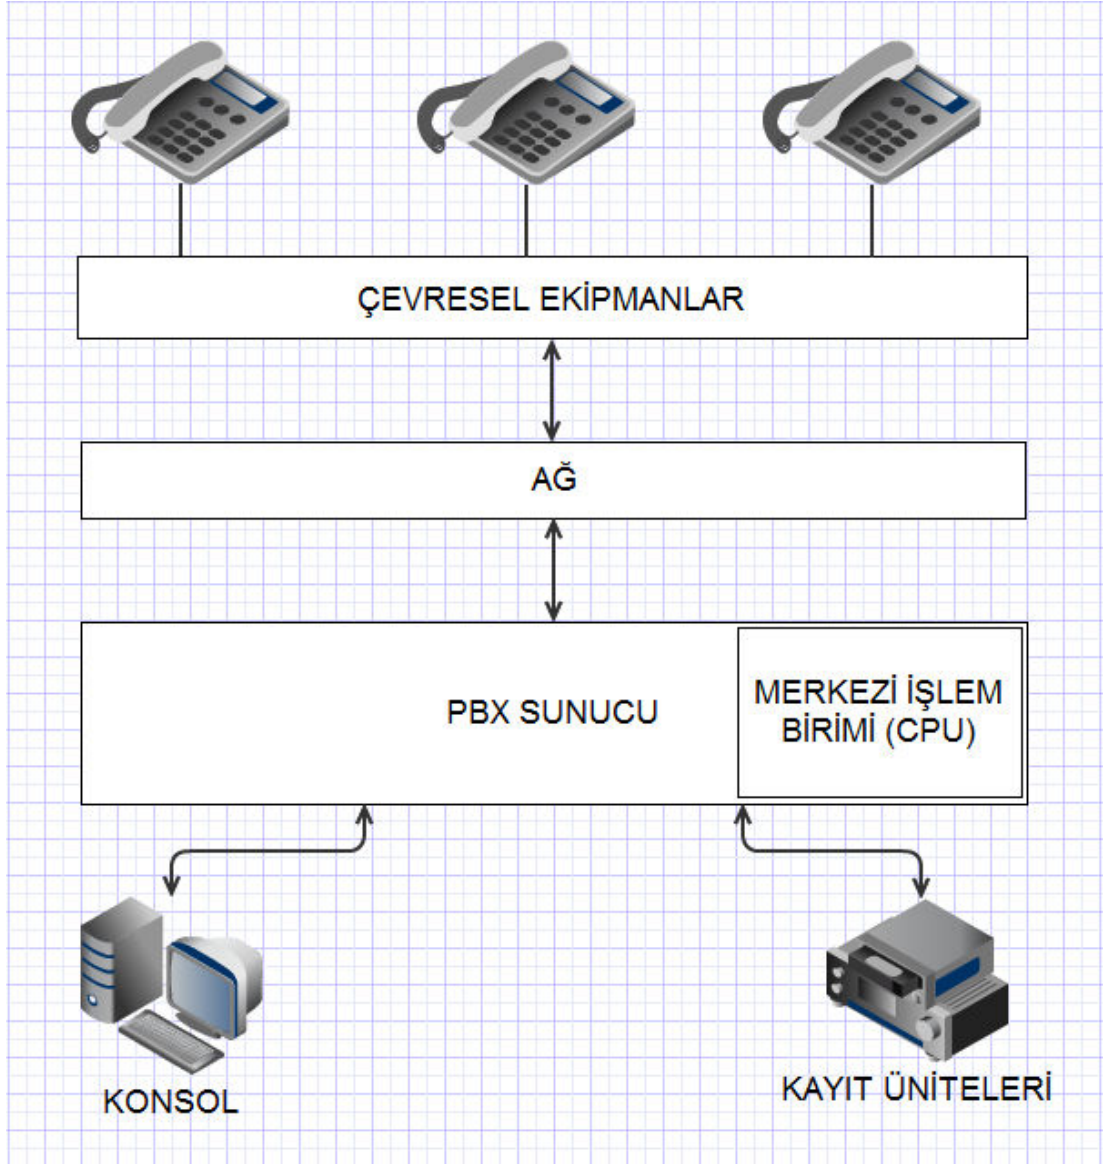 ÇEVRESEL EKİPMANLAR
AĞ
PBX SUNUCU
MERKEZİ İŞLEM
BİRİMİ (CPU)
KONSOL
KAYIT ÜNİTELERİ